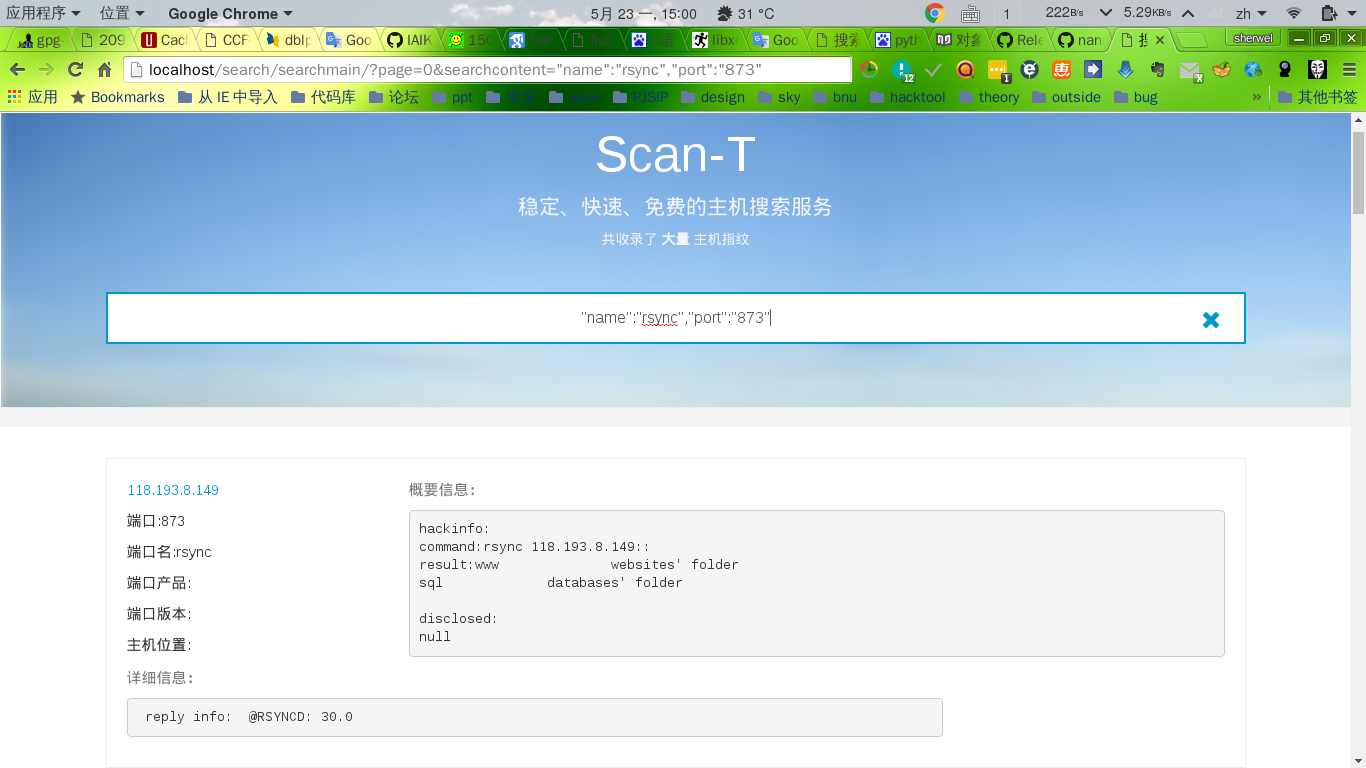 应用程序 位置 Google Chrome 5月 23 一, 15:00 31 °C 1 222B/s 5.29KB/s zh
gpg 209 Cac CCF dblp Goo IAIK 150 libx Goo 搜索 pyth 对象 Rele nan sherwel
localhost/search/searchmain/?page=0&searchcontent="name":"rsync","port":"873" 12 1 x
应用 Bookmarks 从 IE 中导入 代码库 论坛 ppt PJSIP design sky bnu hacktool theory outside bug » 其他书签
Scan-T
稳定、快速、免费的主机搜索服务
共收录了 大量 主机指纹
"name":"rsync","port":"873"
118.193.8.149
端口:873
端口名:rsync
端口产品:
端口版本:
主机位置:
概要信息:
hackinfo:
command:rsync 118.193.8.149::
result:www websites' folder
sql databases' folder
disclosed:
null
详细信息:
reply info: @RSYNCD: 30.0